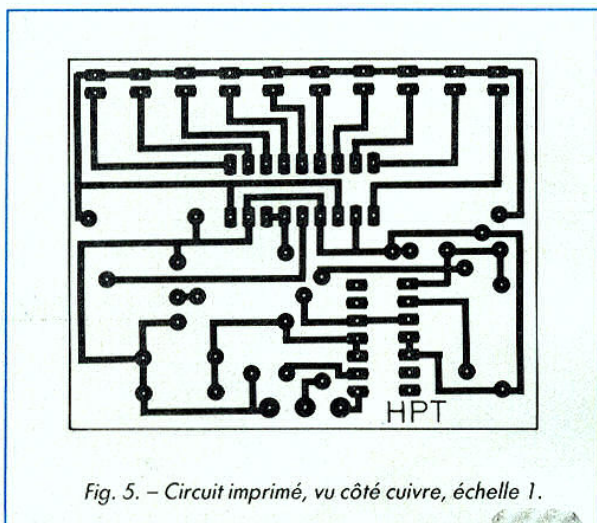 HPT
Fig. 5. – Circuit imprimé, vu côté cuivre, échelle 1.